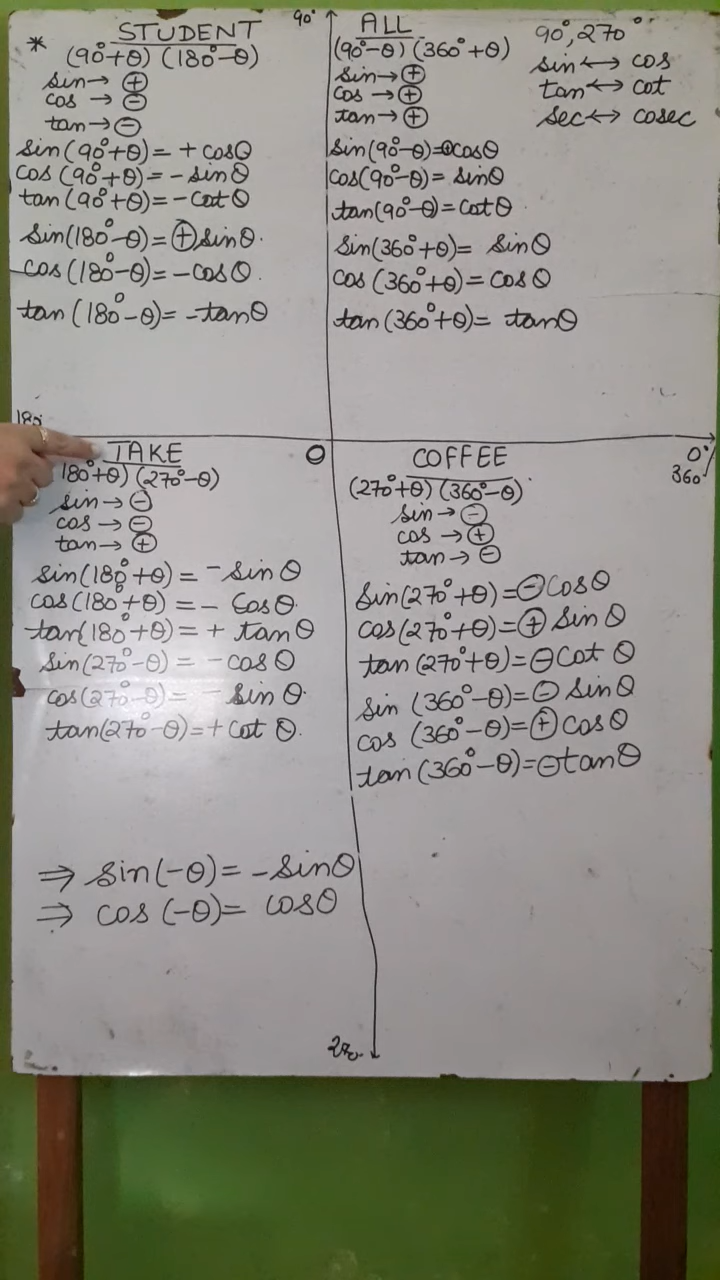 * STUDENT
(90°+θ) (180°-θ)
sin→ ⊕
cos → ⊖
tan→ ⊖
sin(90°+θ)= + cosθ
cos(90°+θ)= - sinθ
tan(90°+θ)= - cotθ
sin(180°-θ)= ⊕ sinθ.
cos(180°-θ)= - cosθ.
tan(180°-θ)= - tanθ
90°
ALL
(90°-θ) (360°+θ)
sin→ ⊕
cos→ ⊕
tan→ ⊕
sin(90°-θ)=⊕cosθ
cos(90°-θ)= sinθ
tan(90°-θ)=cotθ
sin(360°+θ)= sinθ
cos(360°+θ)= cosθ
tan(360°+θ)= tanθ
90°, 270°
sin↔ cos
tan↔ cot
sec↔ cosec
180°
TAKE
180°+θ) (270°-θ)
sin→ ⊖
cos → ⊖
tan→ ⊕
sin(180°+θ) = - sinθ
cos(180°+θ) = - cosθ.
tan(180°+θ) = + tanθ
sin(270°-θ) = - cosθ
cos(270°-θ) = - sinθ.
tan(270°-θ)=+cotθ.
O
COFFEE
0°/
360°
(270°+θ) (360°-θ)
sin→ ⊖
cos → ⊕
tan→ ⊖
sin(270°+θ)=⊖cosθ
cos(270°+θ)=⊕ sinθ
tan(270°+θ)=⊖cotθ
sin (360°-θ)=⊖ sinθ
cos (360°-θ)=⊕cosθ
tan(360°-θ)=⊖tanθ
⇒ sin(-θ)= -sinθ
⇒ cos(-θ)= cosθ
270